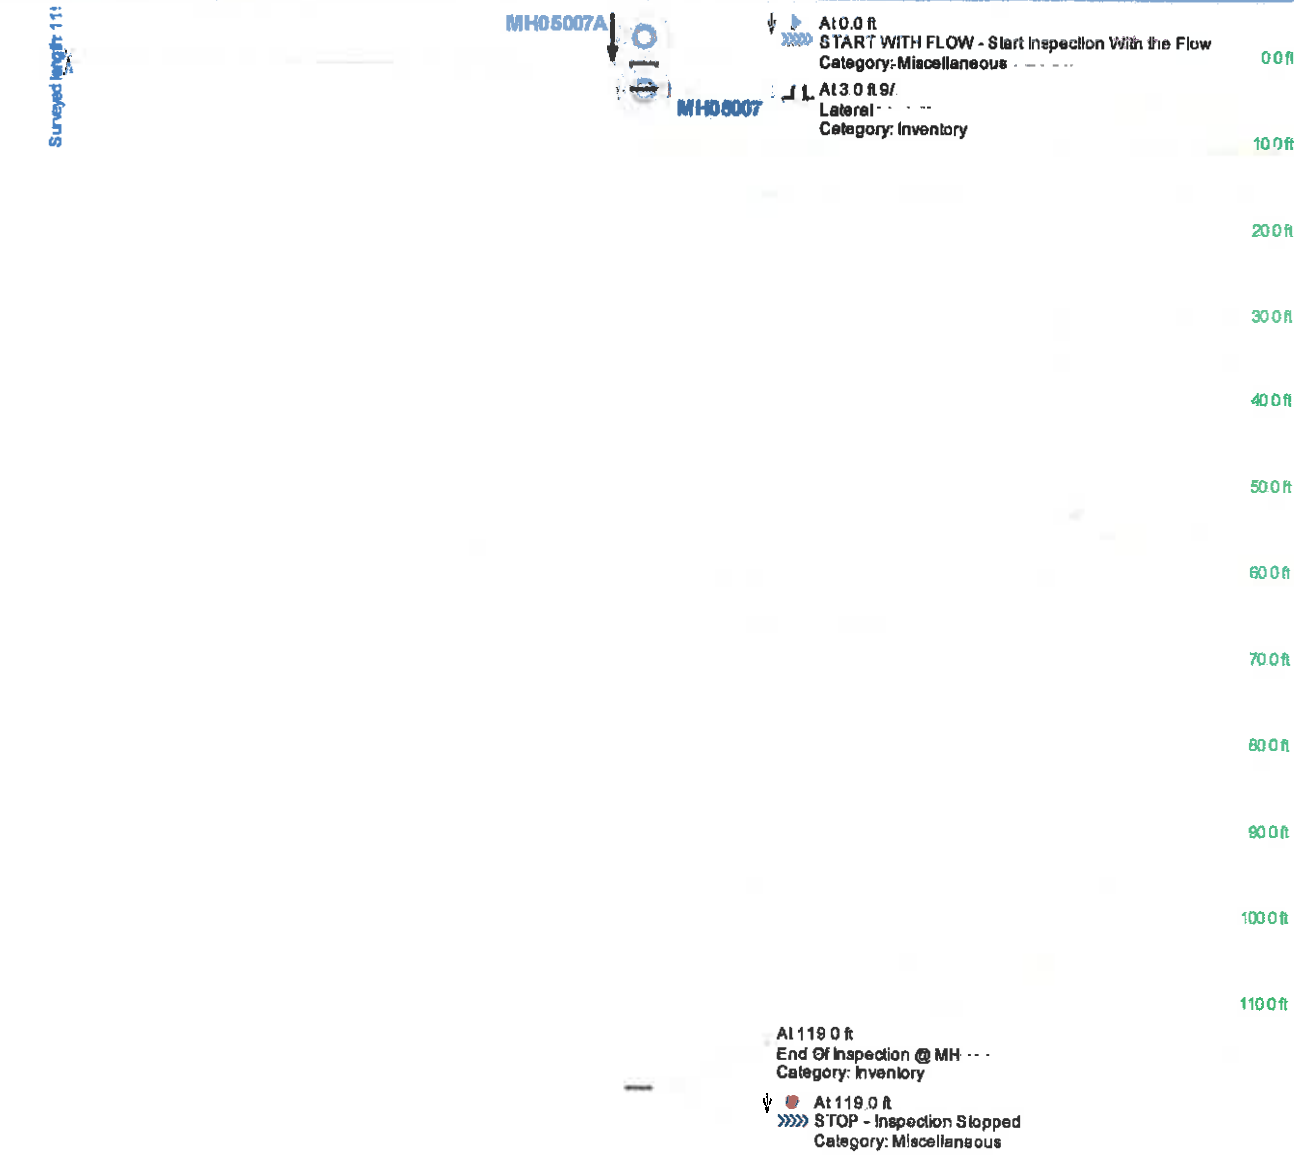 Surveyed length: 119
MH05007A
At 0.0 ft
START WITH FLOW - Start Inspection With the Flow
Category: Miscellaneous
0.0 ft
MH05007
At 3.0 ft 9/
Lateral
Category: Inventory
10.0 ft
20.0 ft
30.0 ft
40.0 ft
50.0 ft
60.0 ft
70.0 ft
80.0 ft
90.0 ft
100.0 ft
110.0 ft
At 119.0 ft
End Of Inspection @ MH
Category: Inventory
At 119.0 ft
STOP - Inspection Stopped
Category: Miscellaneous